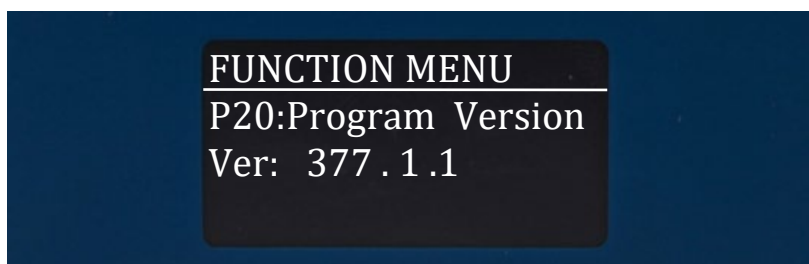 FUNCTION MENU
P20:Program Version
Ver: 377 . 1 .1